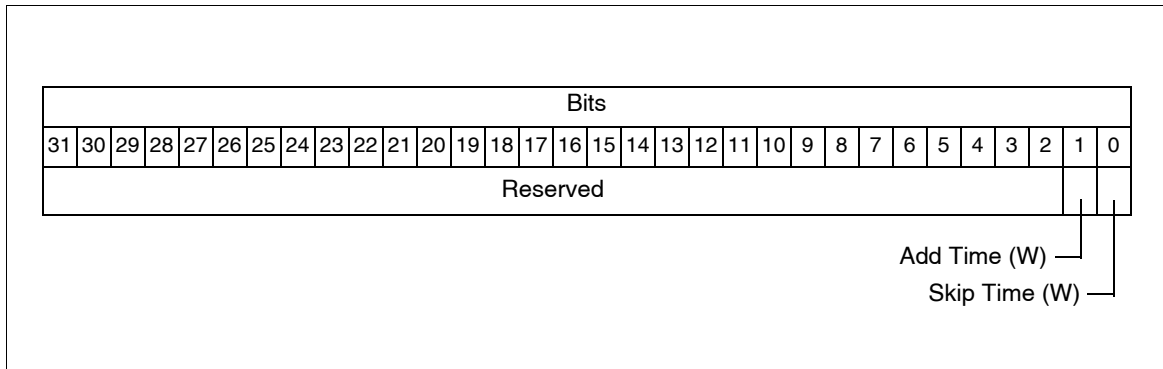 Bits
31 30 29 28 27 26 25 24 23 22 21 20 19 18 17 16 15 14 13 12 11 10 9 8 7 6 5 4 3 2 1 0
Reserved
Add Time (W)
Skip Time (W)